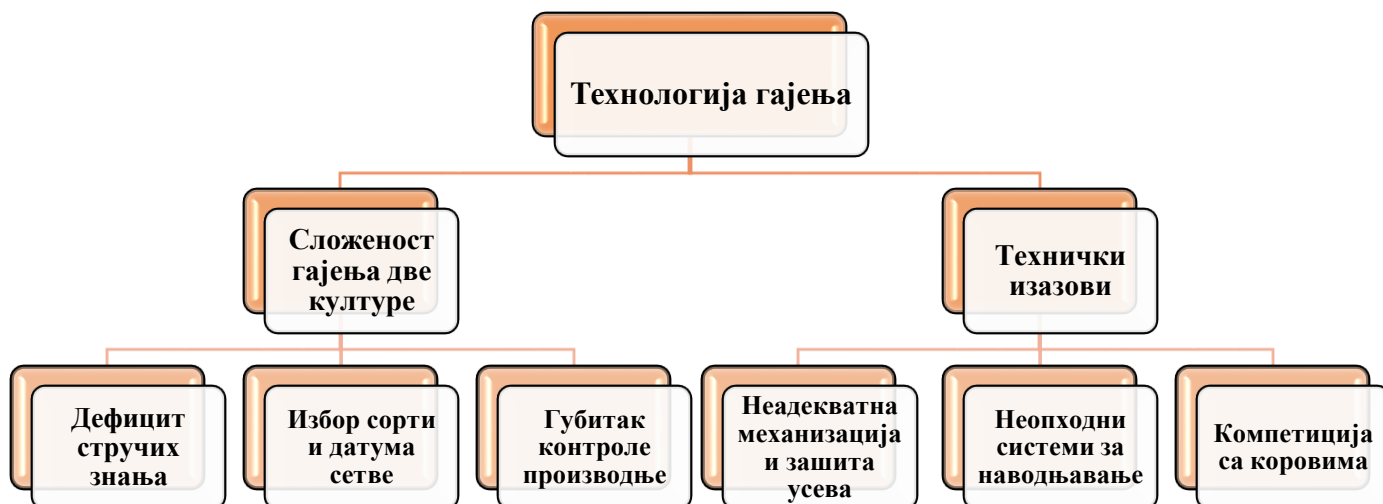 Технологија гајења
Сложеност
гајења две
културе
Технички
изазови
Дефицит
стручих
знања
Избор сорти
и датума
сетве
Губитак
контроле
производње
Неадекватна
механизација
и зашита
усева
Неопходни
системи за
наводњавање
Компетиција
са коровима